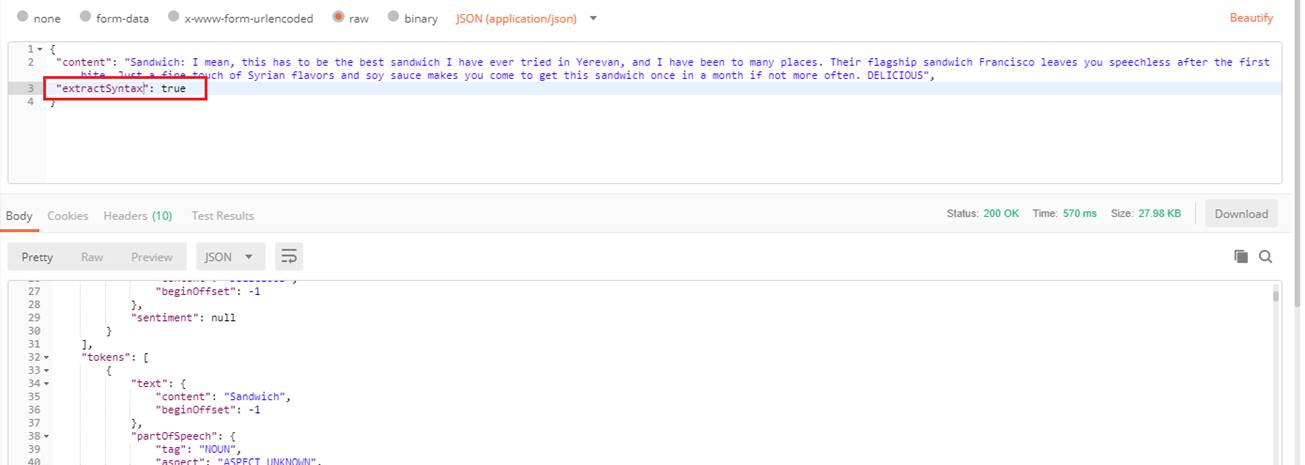 none form-data x-www-form-urlencoded raw binary JSON (application/json) Beautify
1 {
2 "content": "Sandwich: I mean, this has to be the best sandwich I have ever tried in Yerevan, and I have been to many places. Their flagship sandwich Francisco leaves you speechless after the first
bite. Just a fine touch of Syrian flavors and soy sauce makes you come to get this sandwich once in a month if not more often. DELICIOUS",
3 "extractSyntax": true
4 }
Body Cookies Headers (10) Test Results Status: 200 OK Time: 570 ms Size: 27.98 KB Download
Pretty Raw Preview JSON
27 "beginOffset": -1
28 },
29 "sentiment": null
30 }
31 ],
32 "tokens": [
33 {
34 "text": {
35 "content": "Sandwich",
36 "beginOffset": -1
37 },
38 "partOfSpeech": {
39 "tag": "NOUN",
40 "aspect": "ASPECT_UNKNOWN",